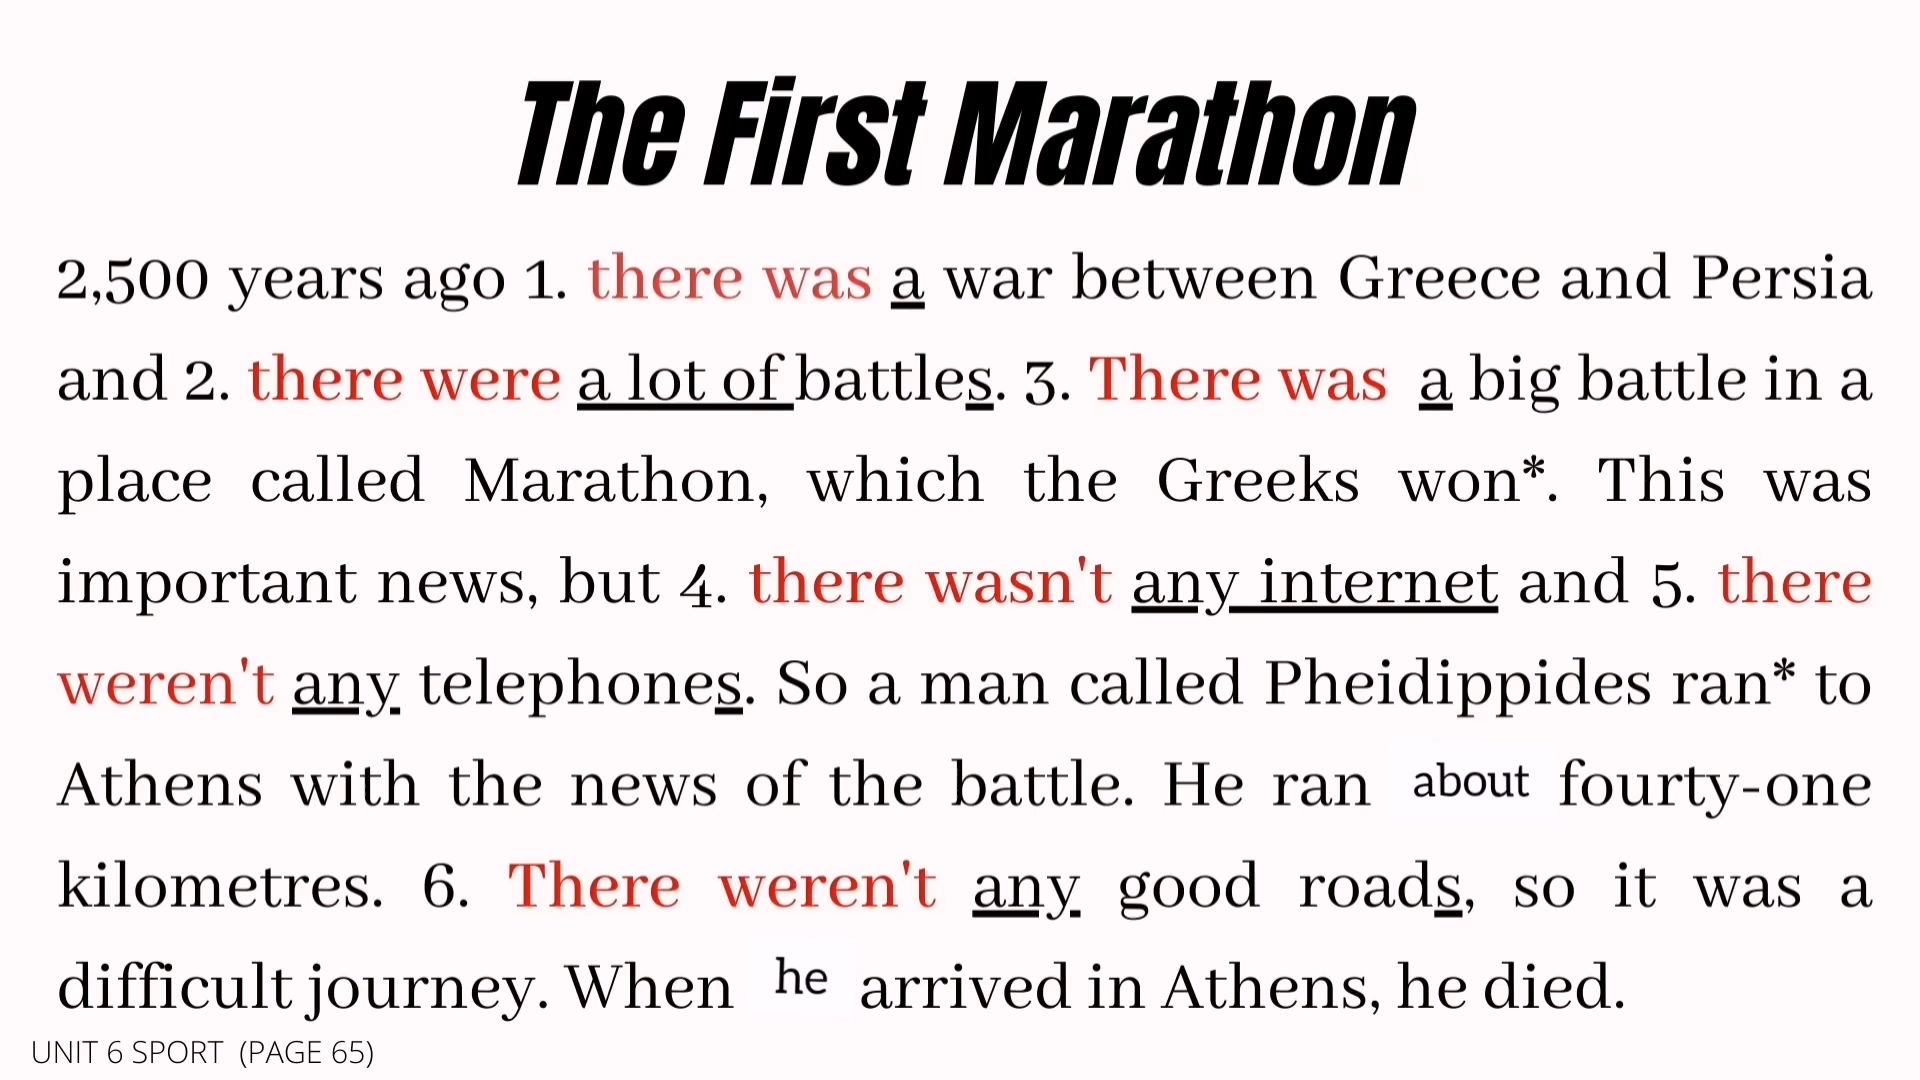 The First Marathon
2,500 years ago 1. there was a war between Greece and Persia
and 2. there were a lot of battles. 3. There was a big battle in a
place called Marathon, which the Greeks won*. This was
important news, but 4. there wasn't any internet and 5. there
weren't any telephones. So a man called Pheidippides ran* to
Athens with the news of the battle. He ran about fourty-one
kilometres. 6. There weren't any good roads, so it was a
difficult journey. When he arrived in Athens, he died.
UNIT 6 SPORT (PAGE 65)